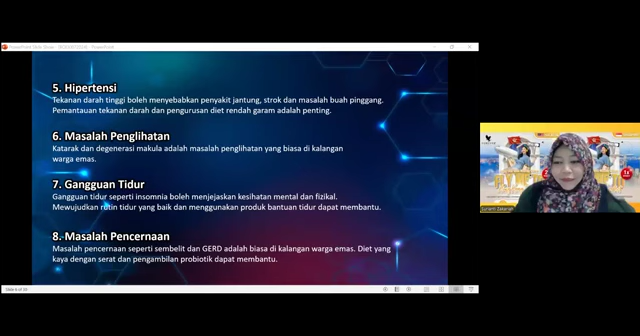 5. Hipertensi
Tekanan darah tinggi boleh menyebabkan penyakit jantung, strok dan masalah buah pinggang.
Pemantauan tekanan darah dan pengurusan diet rendah garam adalah penting.
6. Masalah Penglihatan
Katarak dan degenerasi makula adalah masalah penglihatan yang biasa di kalangan
warga emas.
7. Gangguan Tidur
Gangguan tidur seperti insomnia boleh menjejaskan kesihatan mental dan fizikal.
Mewujudkan rutin tidur yang baik dan menggunakan produk bantuan tidur dapat membantu.
8. Masalah Pencernaan
Masalah pencernaan seperti sembelit dan GERD adalah biasa di kalangan warga emas. Diet yang
kaya dengan serat dan pengambilan probiotik dapat membantu.